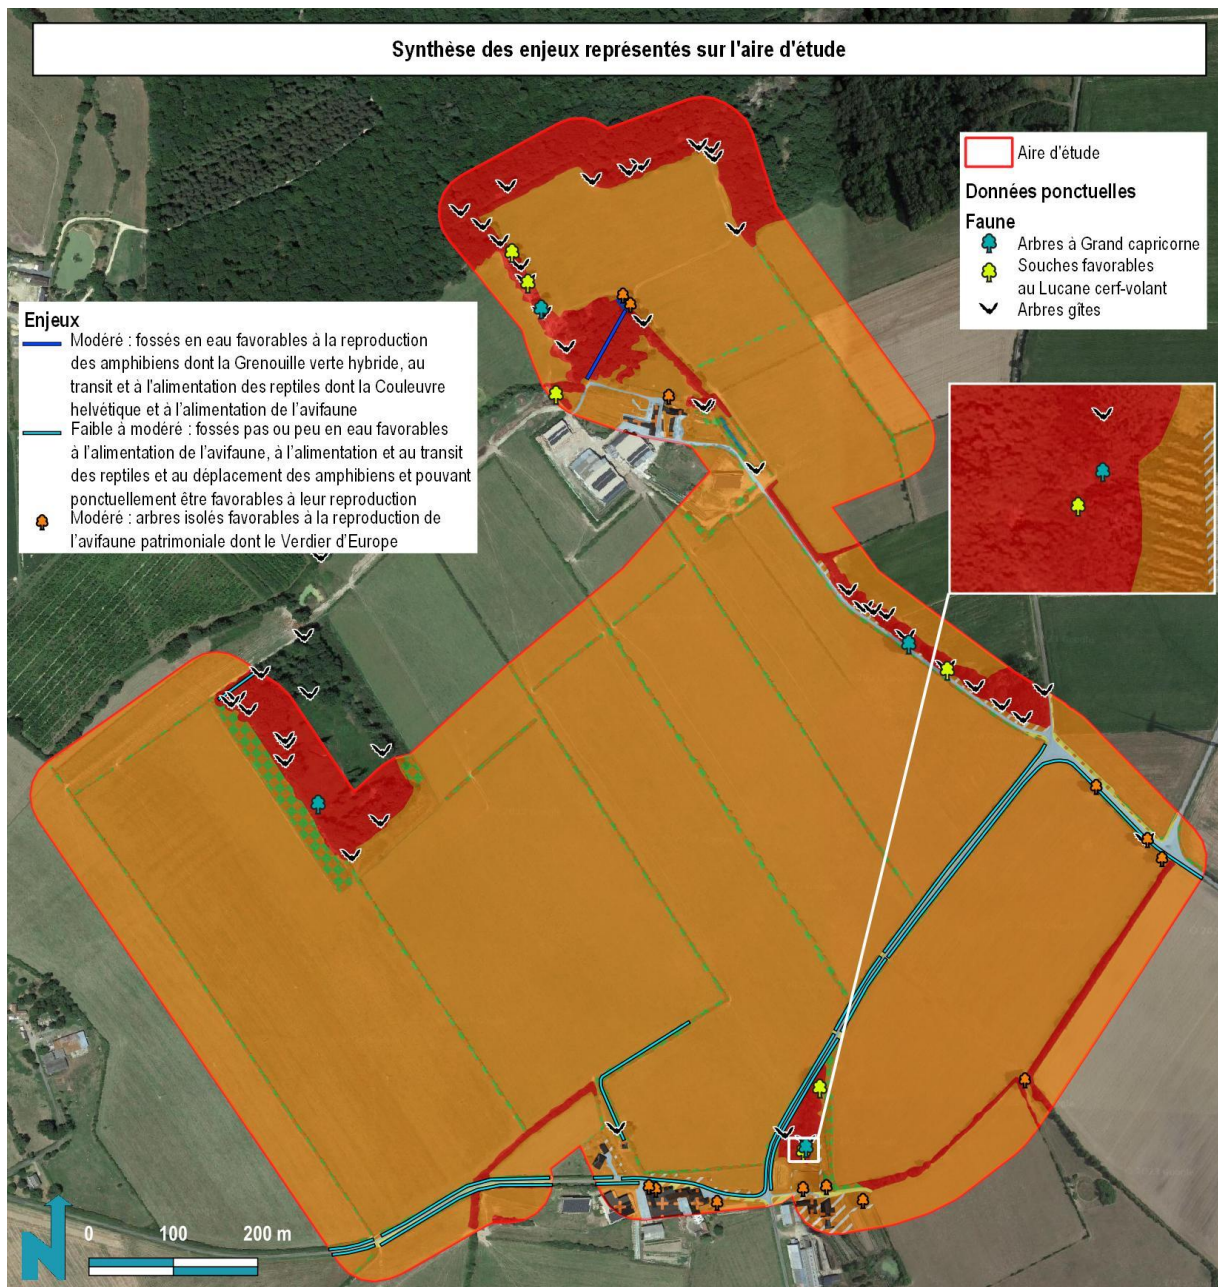 Synthèse des enjeux représentés sur l'aire d'étude
Aire d'étude
Données ponctuelles
Faune
Arbres à Grand capricorne
Souches favorables
au Lucane cerf-volant
Arbres gîtes
Enjeux
Modéré : fossés en eau favorables à la reproduction
des amphibiens dont la Grenouille verte hybride, au
transit et à l'alimentation des reptiles dont la Couleuvre
helvétique et à l'alimentation de l'avifaune
Faible à modéré : fossés pas ou peu en eau favorables
à l'alimentation de l'avifaune, à l'alimentation et au transit
des reptiles et au déplacement des amphibiens et pouvant
ponctuellement être favorables à leur reproduction
Modéré : arbres isolés favorables à la reproduction de
l'avifaune patrimoniale dont le Verdier d'Europe
0 100 200 m
N